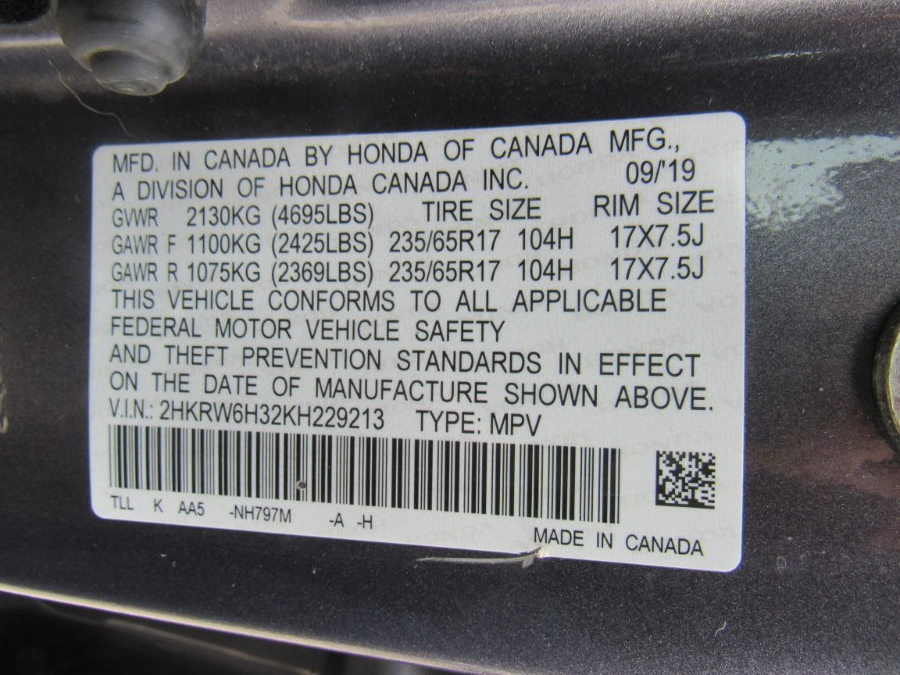 MFD. IN CANADA BY HONDA OF CANADA MFG.,
A DIVISION OF HONDA CANADA INC. 09/'19
GVWR 2130KG (4695LBS) TIRE SIZE RIM SIZE
GAWR F 1100KG (2425LBS) 235/65R17 104H 17X7.5J
GAWR R 1075KG (2369LBS) 235/65R17 104H 17X7.5J
THIS VEHICLE CONFORMS TO ALL APPLICABLE
FEDERAL MOTOR VEHICLE SAFETY
AND THEFT PREVENTION STANDARDS IN EFFECT
ON THE DATE OF MANUFACTURE SHOWN ABOVE.
V.I.N.: 2HKRW6H32KH229213 TYPE: MPV
TLL K AA5 -NH797M -A -H
MADE IN CANADA